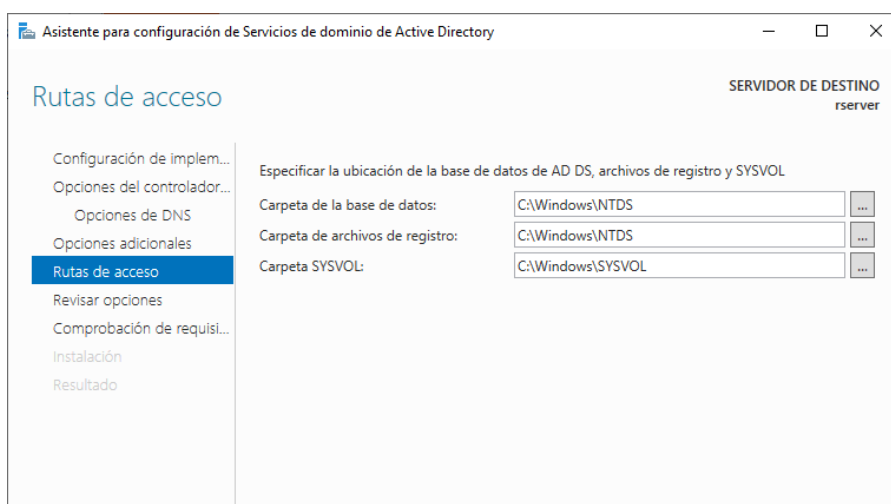 Asistente para configuración de Servicios de dominio de Active Directory
Rutas de acceso
SERVIDOR DE DESTINO
rserver
Configuración de implem...
Opciones del controlador...
Opciones de DNS
Opciones adicionales
Rutas de acceso
Revisar opciones
Comprobación de requisi...
Instalación
Resultado
Especificar la ubicación de la base de datos de AD DS, archivos de registro y SYSVOL
Carpeta de la base de datos: C:\Windows\NTDS ...
Carpeta de archivos de registro: C:\Windows\NTDS ...
Carpeta SYSVOL: C:\Windows\SYSVOL ...